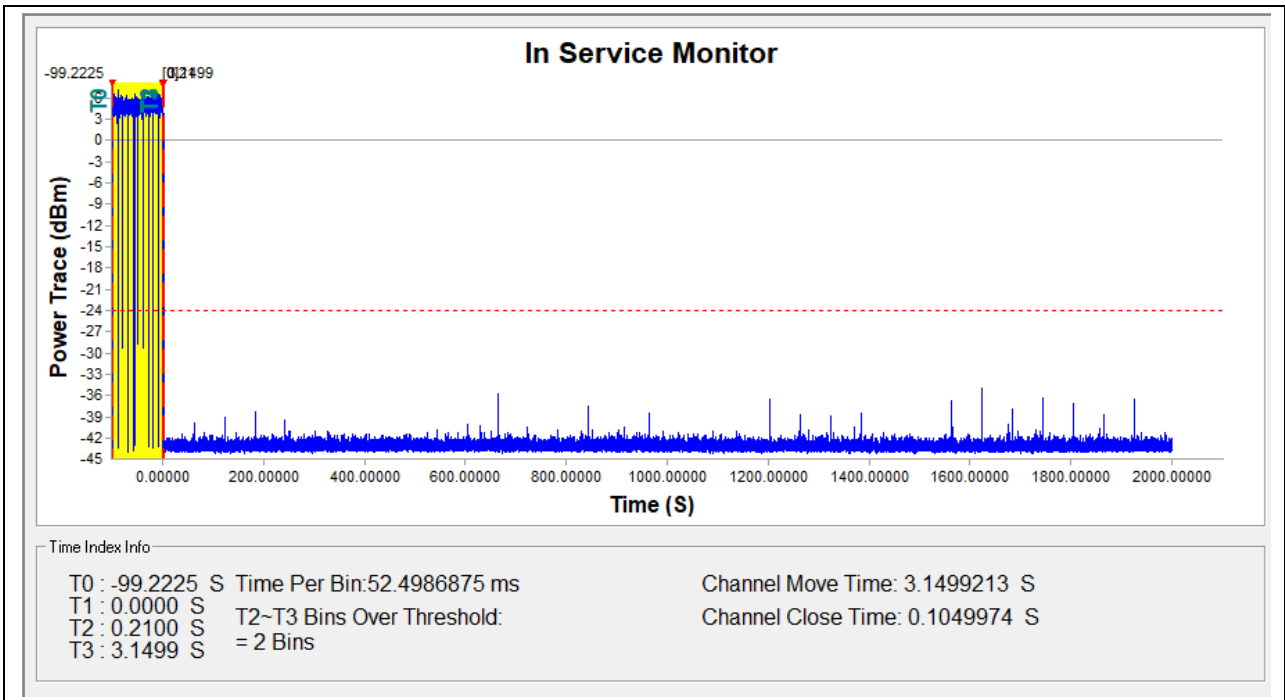 In Service Monitor
-99.2225
3
0
-3
-6
-9
-12
-15
-18
-21
-24
-27
-30
-33
-36
-39
-42
-45
Power Trace (dBm)
0.00000 200.00000 400.00000 600.00000 800.00000 1000.00000 1200.00000 1400.00000 1600.00000 1800.00000 2000.00000
Time (S)
Time Index Info
T0 : -99.2225 S Time Per Bin:52.4986875 ms Channel Move Time: 3.1499213 S
T1 : 0.0000 S
T2 : 0.2100 S T2~T3 Bins Over Threshold: Channel Close Time: 0.1049974 S
T3 : 3.1499 S = 2 Bins